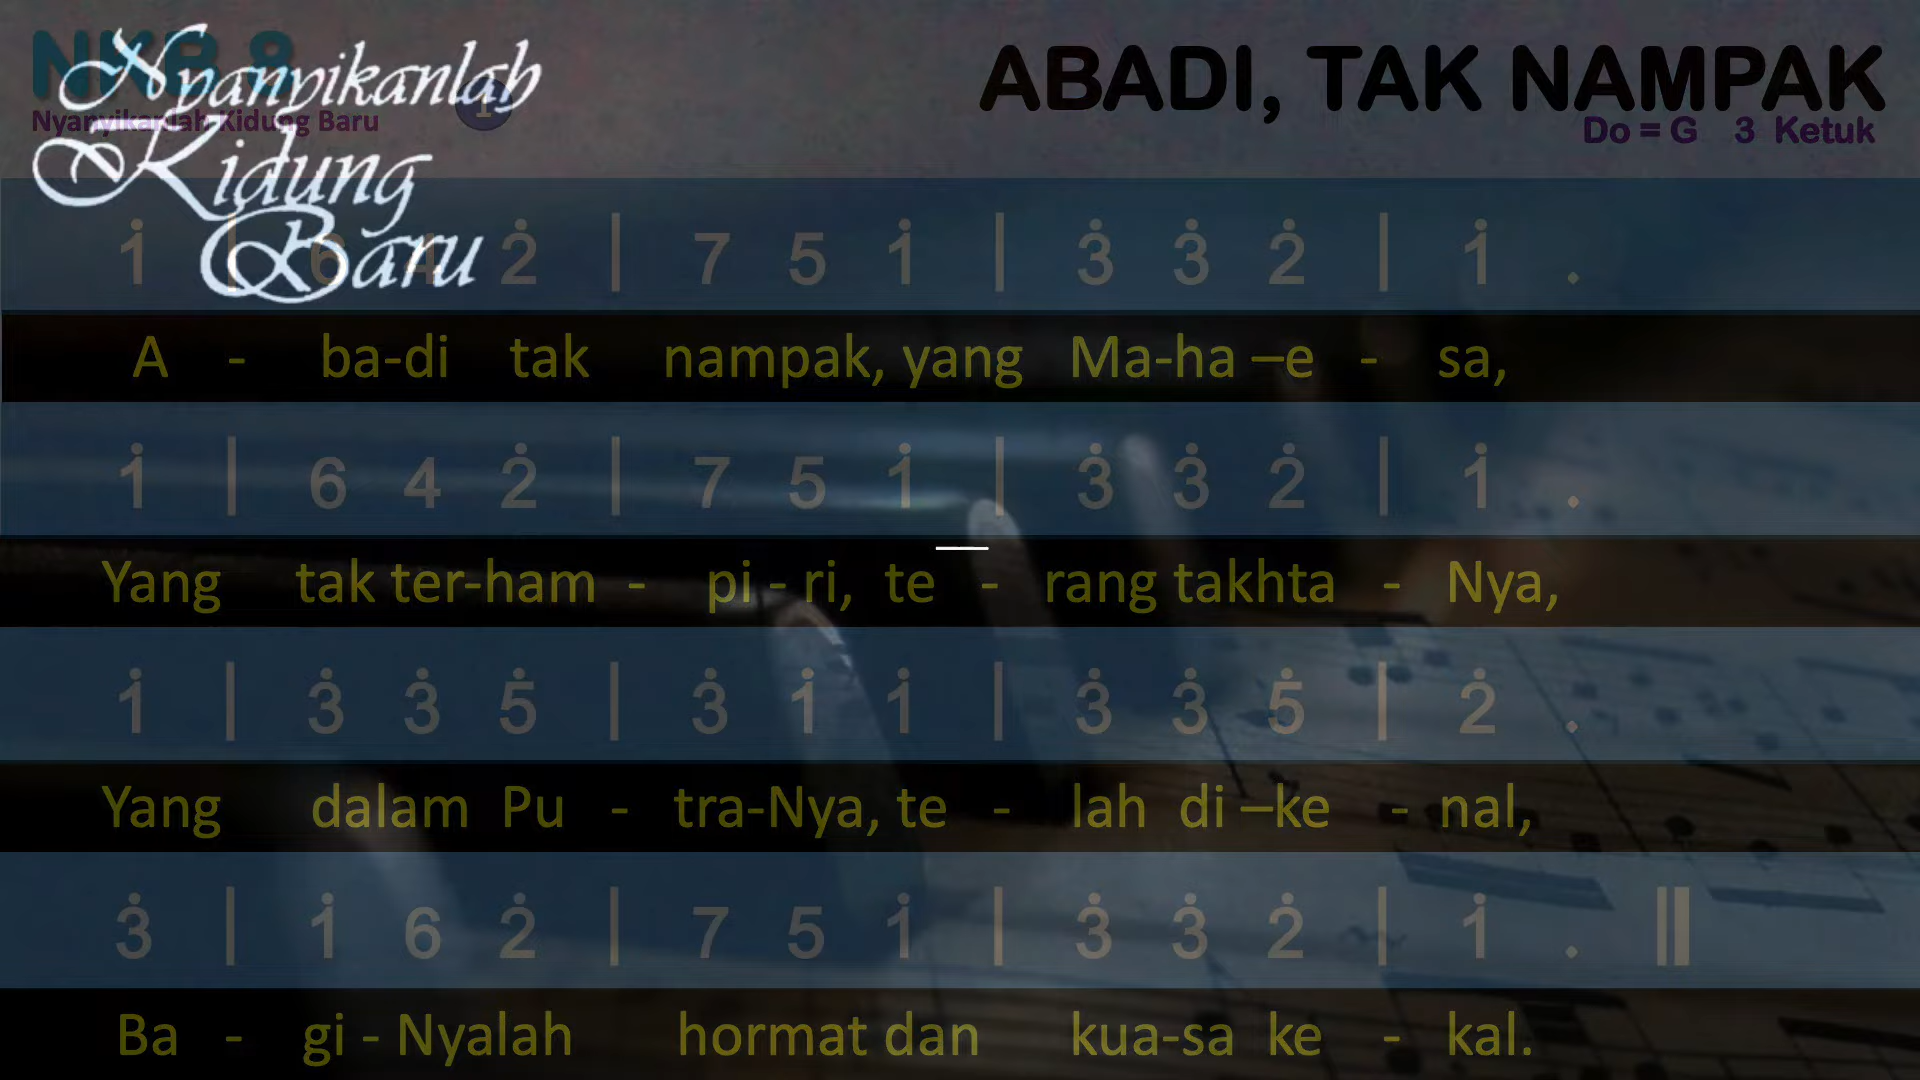 NKB 8
Nyanyikanlah Kidung Baru
1
Nyanyikanlah
Kidung
Baru
ABADI, TAK NAMPAK
Do = G 3 Ketuk
1̇ | 6 4 2̇ | 7 5 1̇ | 3̇ 3̇ 2̇ | 1̇ .
A - ba-di tak nampak, yang Ma-ha –e - sa,
1̇ | 6 4 2̇ | 7 5 1̇ | 3̇ 3̇ 2̇ | 1̇ .
Yang tak ter-ham - pi - ri, te - rang takhta - Nya,
1̇ | 3̇ 3̇ 5̇ | 3̇ 1̇ 1̇ | 3̇ 3̇ 5̇ | 2̇ .
Yang dalam Pu - tra-Nya, te - lah di –ke - nal,
3̇ | 1̇ 6 2̇ | 7 5 1̇ | 3̇ 3̇ 2̇ | 1̇ . ||
Ba - gi - Nyalah hormat dan kua-sa ke - kal.